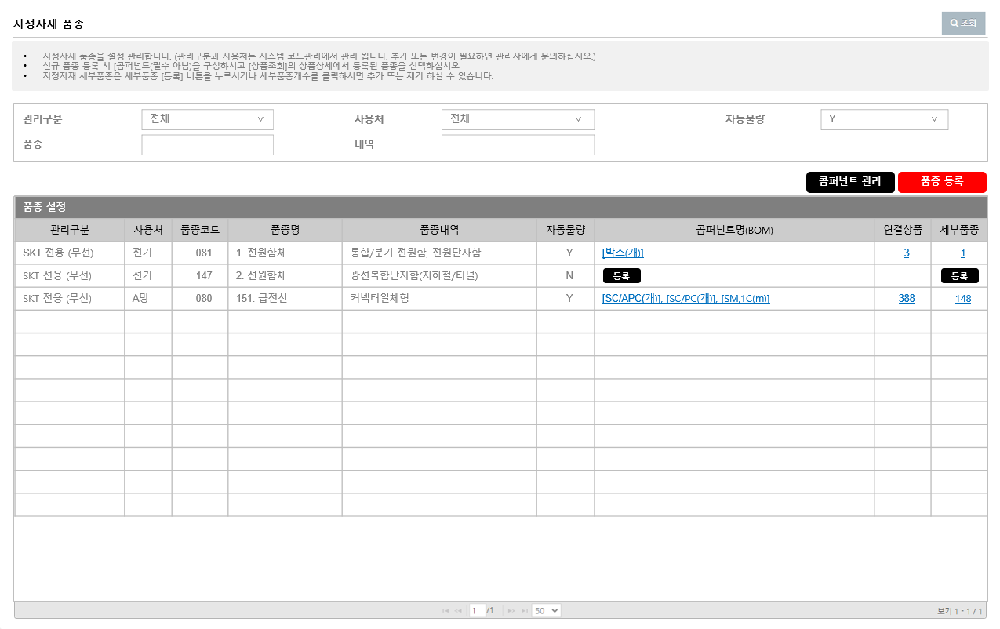 지정자재 품종
조회
• 지정자재 품종을 설정 관리합니다. (관리구분과 사용처는 시스템 코드관리에서 관리 됩니다. 추가 또는 변경이 필요하면 관리자에게 문의하십시오.)
• 신규 품종 등록 시 [콤퍼넌트(필수 아님)을 구성하시고 [상품조회]의 상품상세에서 등록된 품종을 선택하십시오
• 지정자재 세부품종은 세부품종 [등록] 버튼을 누르시거나 세부품종개수를 클릭하시면 추가 또는 제거 하실 수 있습니다.
관리구분 전체 사용처 전체 자동물량 Y
품종 내역
콤퍼넌트 관리 품종 등록
품종 설정
관리구분 사용처 품종코드 품종명 품종내역 자동물량 콤퍼넌트명(BOM) 연결상품 세부품종
SKT 전용 (무선) 전기 081 1. 전원함체 통합/분기 전원함, 전원단자함 Y [박스(개)] 3 1
SKT 전용 (무선) 전기 147 2. 전원함체 광전복합단자함(지하철/터널) N 등록 등록
SKT 전용 (무선) A망 080 151. 급전선 커넥터일체형 Y [SC/APC(개)], [SC/PC(개)], [SM,1C(m)] 388 148
1 /1 50 보기 1 - 1 / 1